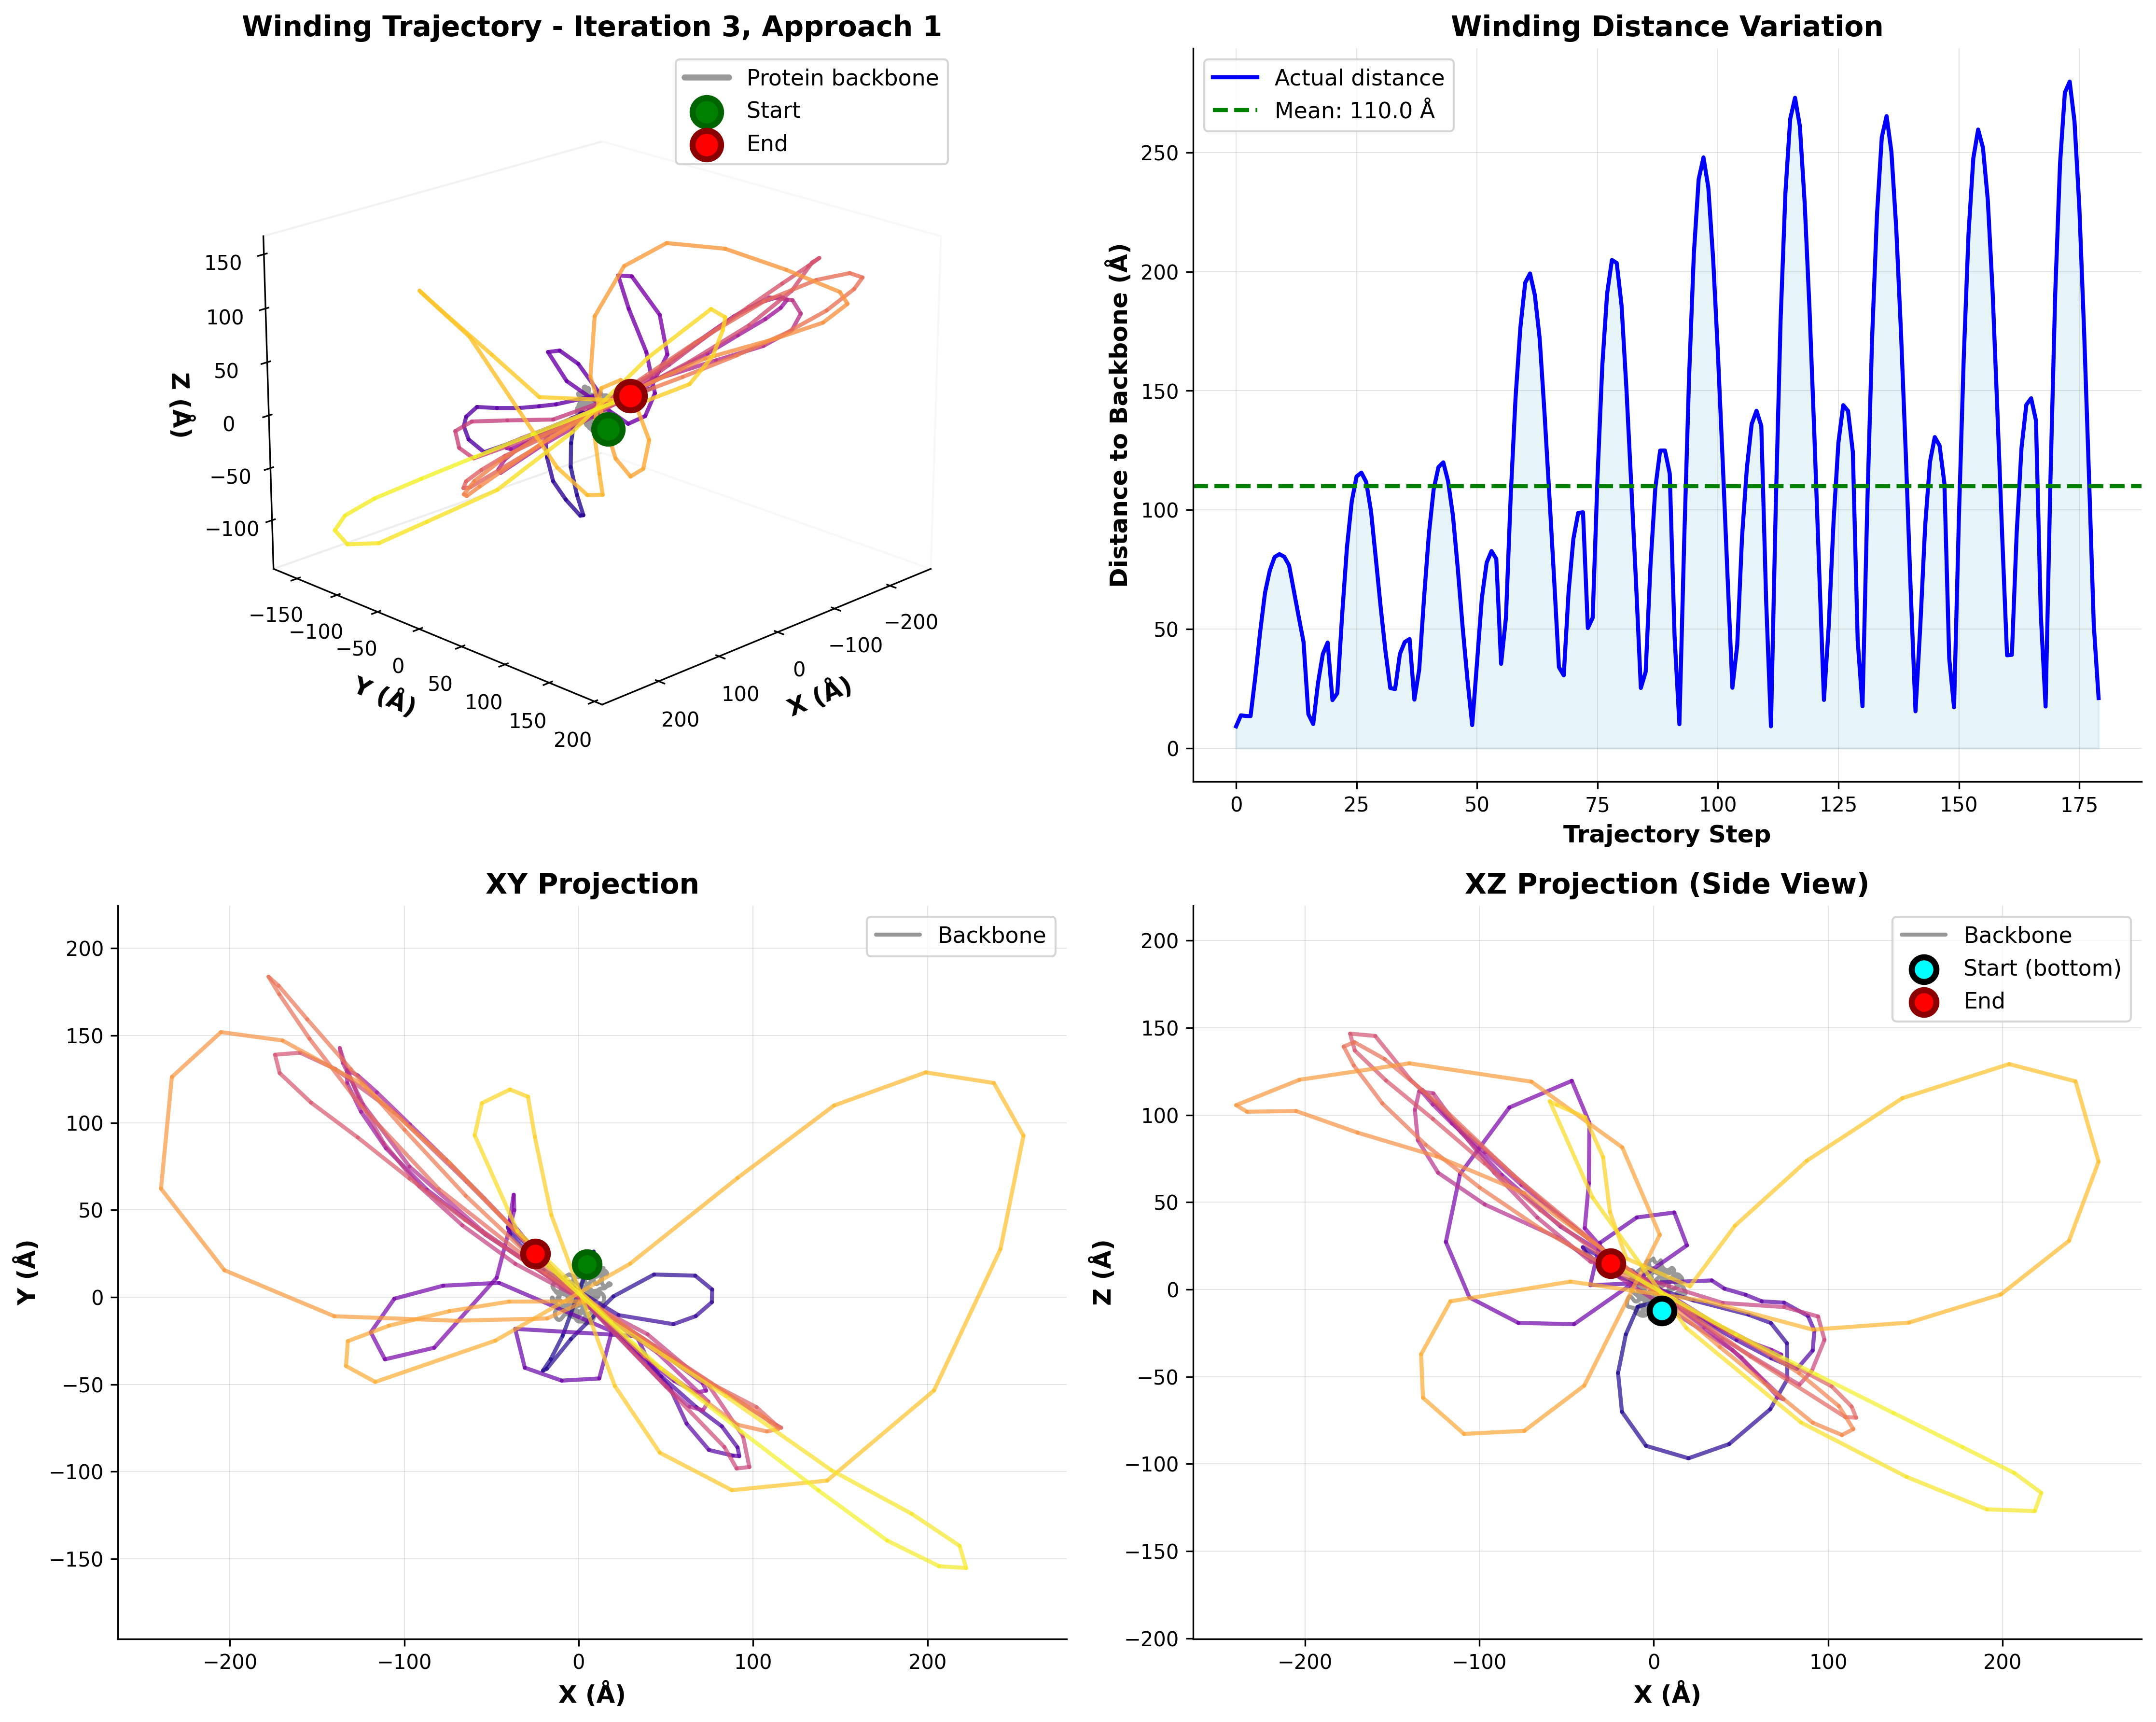 Winding Trajectory - Iteration 3, Approach 1
Protein backbone
Start
End
150
100
50
0
−50
−100
Z (Å)
−150
−100
−50
0
50
100
150
200
Y (Å)
200
100
0
−100
−200
X (Å)
Winding Distance Variation
Actual distance
Mean: 110.0 Å
250
200
150
100
50
0
Distance to Backbone (Å)
0 25 50 75 100 125 150 175
Trajectory Step
XY Projection
Backbone
200
150
100
50
0
−50
−100
−150
Y (Å)
−200 −100 0 100 200
X (Å)
XZ Projection (Side View)
Backbone
Start (bottom)
End
200
150
100
50
0
−50
−100
−150
−200
Z (Å)
−200 −100 0 100 200
X (Å)